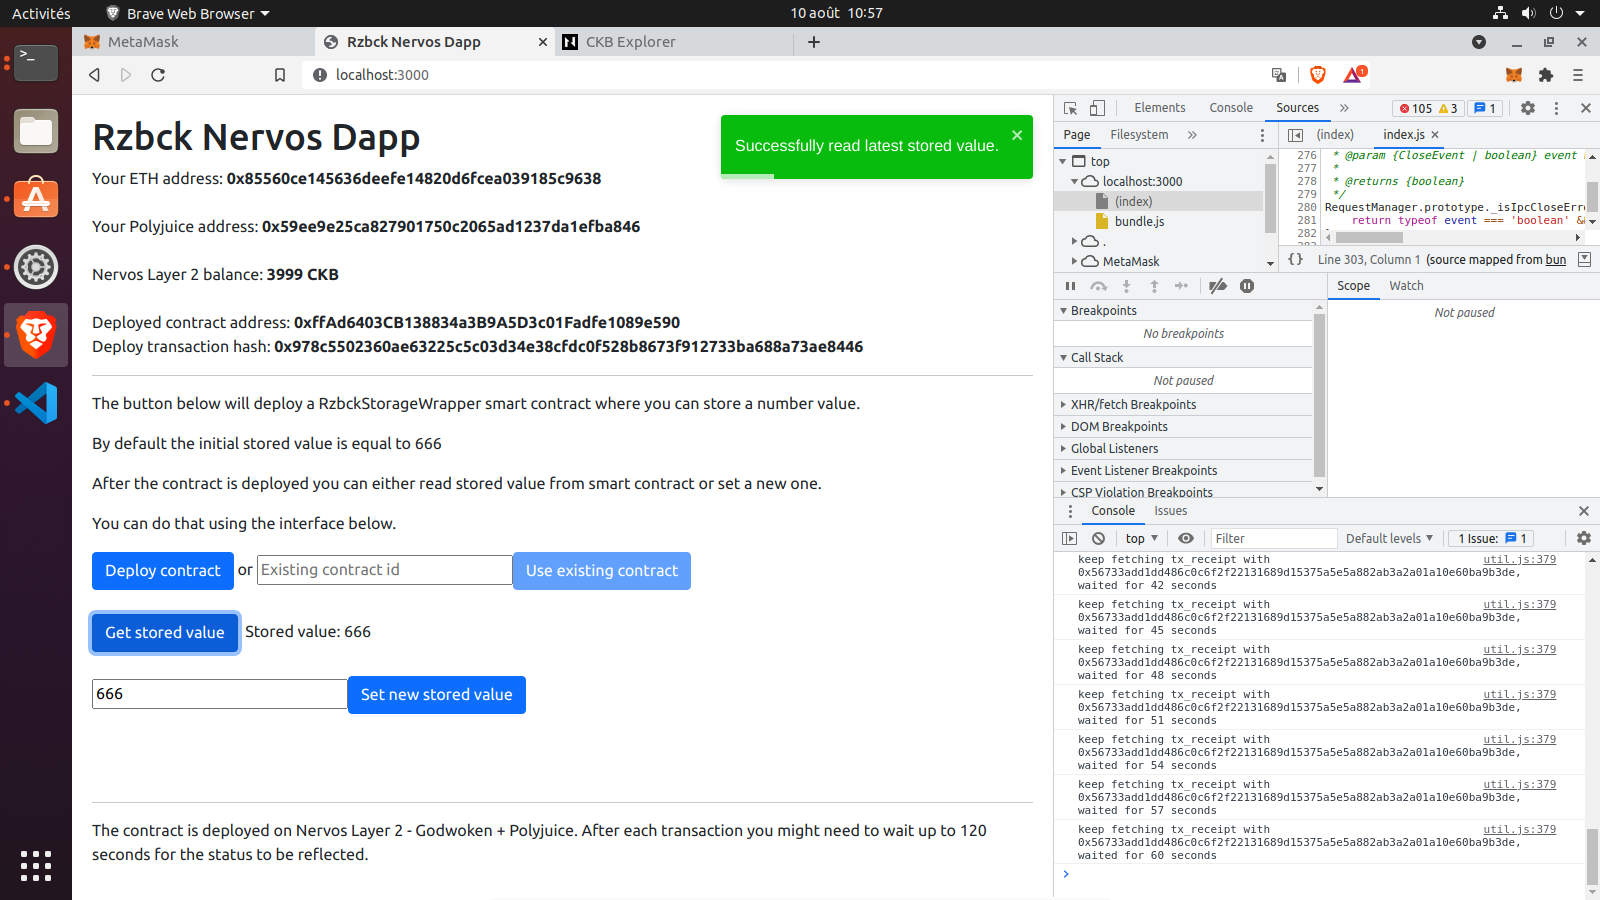 Activités
Brave Web Browser
10 août 10:57
MetaMask
Rzbck Nervos Dapp
CKB Explorer
localhost:3000
1
Rzbck Nervos Dapp
Successfully read latest stored value.
Your ETH address: 0x85560ce145636deefe14820d6fcea039185c9638
Your Polyjuice address: 0x59ee9e25ca827901750c2065ad1237da1efba846
Nervos Layer 2 balance: 3999 CKB
Deployed contract address: 0xffAd6403CB138834a3B9A5D3c01Fadfe1089e590
Deploy transaction hash: 0x978c5502360ae63225c5c03d34e38cfdc0f528b8673f912733ba688a73ae8446
The button below will deploy a RzbckStorageWrapper smart contract where you can store a number value.
By default the initial stored value is equal to 666
After the contract is deployed you can either read stored value from smart contract or set a new one.
You can do that using the interface below.
Deploy contract or Existing contract id Use existing contract
Get stored value Stored value: 666
666 Set new stored value
The contract is deployed on Nervos Layer 2 - Godwoken + Polyjuice. After each transaction you might need to wait up to 120
seconds for the status to be reflected.
Elements Console Sources » 105 3 1
Page Filesystem »
top
localhost:3000
(index)
bundle.js
.
MetaMask
(index) index.js
276 * @param {CloseEvent | boolean} event
277 *
278 * @returns {boolean}
279 */
280 RequestManager.prototype._isIpcCloseErr
281 return typeof event === 'boolean' &
282
{} Line 303, Column 1 (source mapped from bun
Breakpoints
No breakpoints
Call Stack
Not paused
XHR/fetch Breakpoints
DOM Breakpoints
Global Listeners
Event Listener Breakpoints
CSP Violation Breakpoints
Scope Watch
Not paused
Console Issues
top Filter Default levels 1 Issue: 1
keep fetching tx_receipt with util.js:379
0x56733add1dd486c0c6f2f22131689d15375a5e5a882ab3a2a01a10e60ba9b3de,
waited for 42 seconds
keep fetching tx_receipt with util.js:379
0x56733add1dd486c0c6f2f22131689d15375a5e5a882ab3a2a01a10e60ba9b3de,
waited for 45 seconds
keep fetching tx_receipt with util.js:379
0x56733add1dd486c0c6f2f22131689d15375a5e5a882ab3a2a01a10e60ba9b3de,
waited for 48 seconds
keep fetching tx_receipt with util.js:379
0x56733add1dd486c0c6f2f22131689d15375a5e5a882ab3a2a01a10e60ba9b3de,
waited for 51 seconds
keep fetching tx_receipt with util.js:379
0x56733add1dd486c0c6f2f22131689d15375a5e5a882ab3a2a01a10e60ba9b3de,
waited for 54 seconds
keep fetching tx_receipt with util.js:379
0x56733add1dd486c0c6f2f22131689d15375a5e5a882ab3a2a01a10e60ba9b3de,
waited for 57 seconds
keep fetching tx_receipt with util.js:379
0x56733add1dd486c0c6f2f22131689d15375a5e5a882ab3a2a01a10e60ba9b3de,
waited for 60 seconds